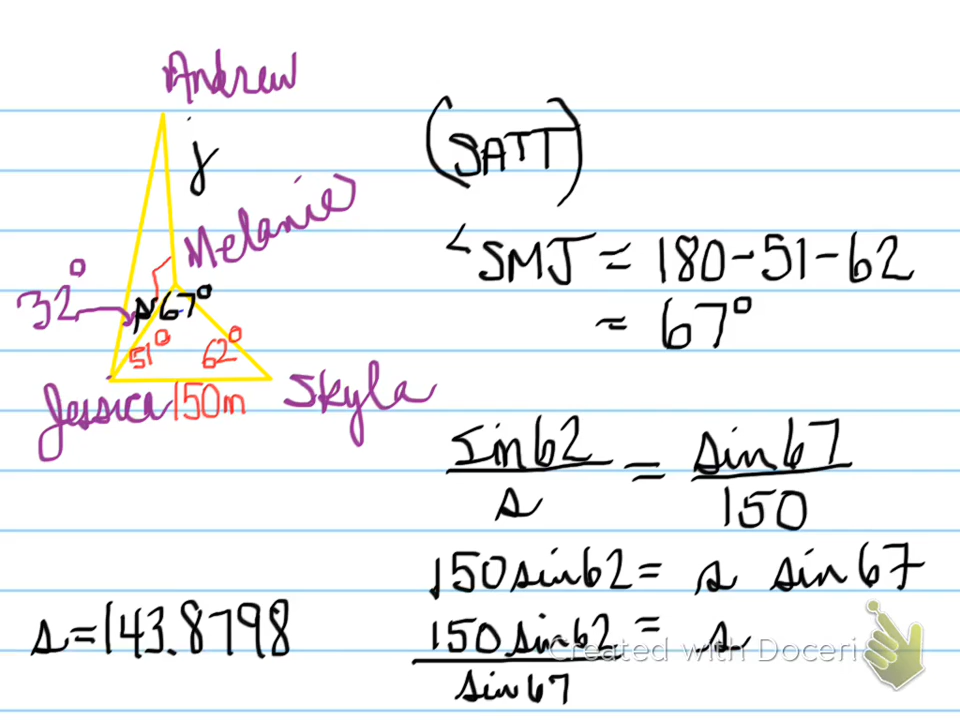 Andrew
j
(SATT)
Melanie
<SMJ = 180-51-62
= 67°
32°
s 67°
51° 62°
Jessica 150m Skyla
Sin62 = sin67
s 150
150sin62 = s sin67
s=143.8798
150sin62 = s
sin67
Created with Doceri